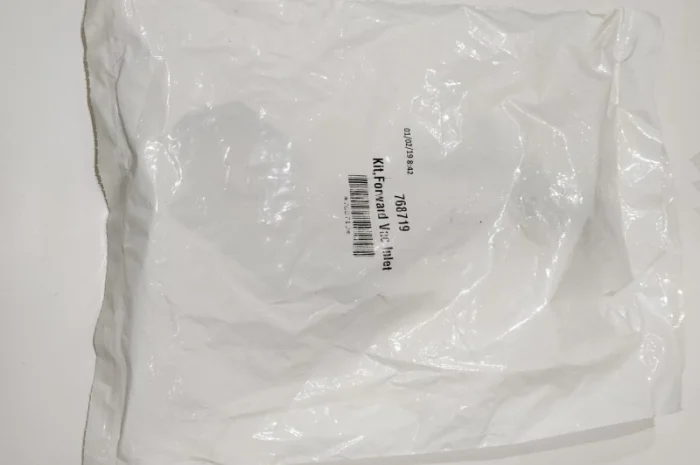 01/02/19 8:42
768719
Kit,Forward Vac Inlet